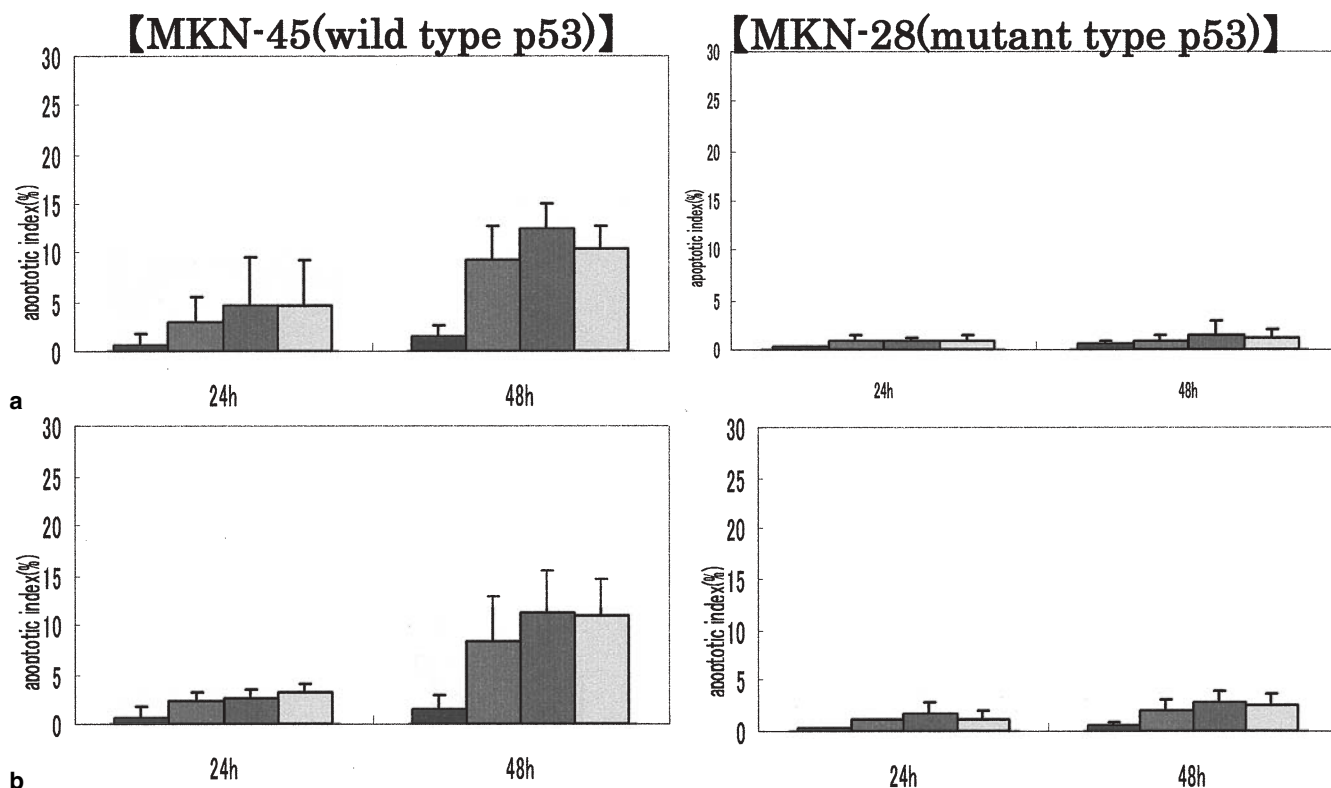 【MKN-45(wild type p53)】
【MKN-28(mutant type p53)】
30
25
20
15
10
5
0
apoptotic index(%)
24h
48h
30
25
20
15
10
5
0
apoptotic index(%)
24h
48h
a
30
25
20
15
10
5
0
apoptotic index(%)
24h
48h
30
25
20
15
10
5
0
apoptotic index(%)
24h
48h
b